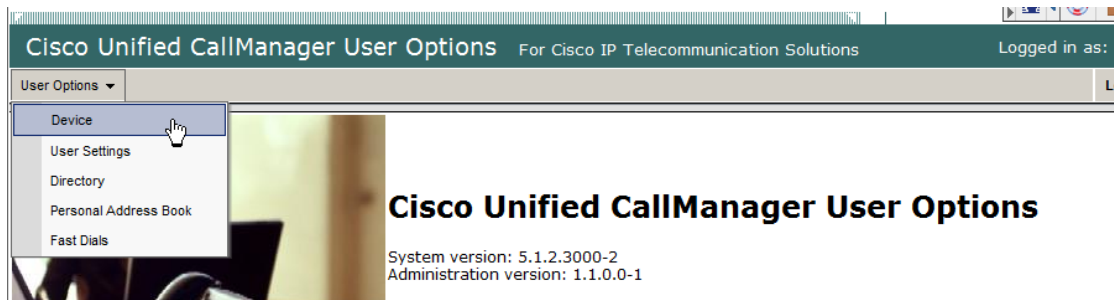 Cisco Unified CallManager User Options For Cisco IP Telecommunication Solutions Logged in as:
User Options
Device
User Settings
Directory
Personal Address Book
Fast Dials
Cisco Unified CallManager User Options
System version: 5.1.2.3000-2
Administration version: 1.1.0.0-1